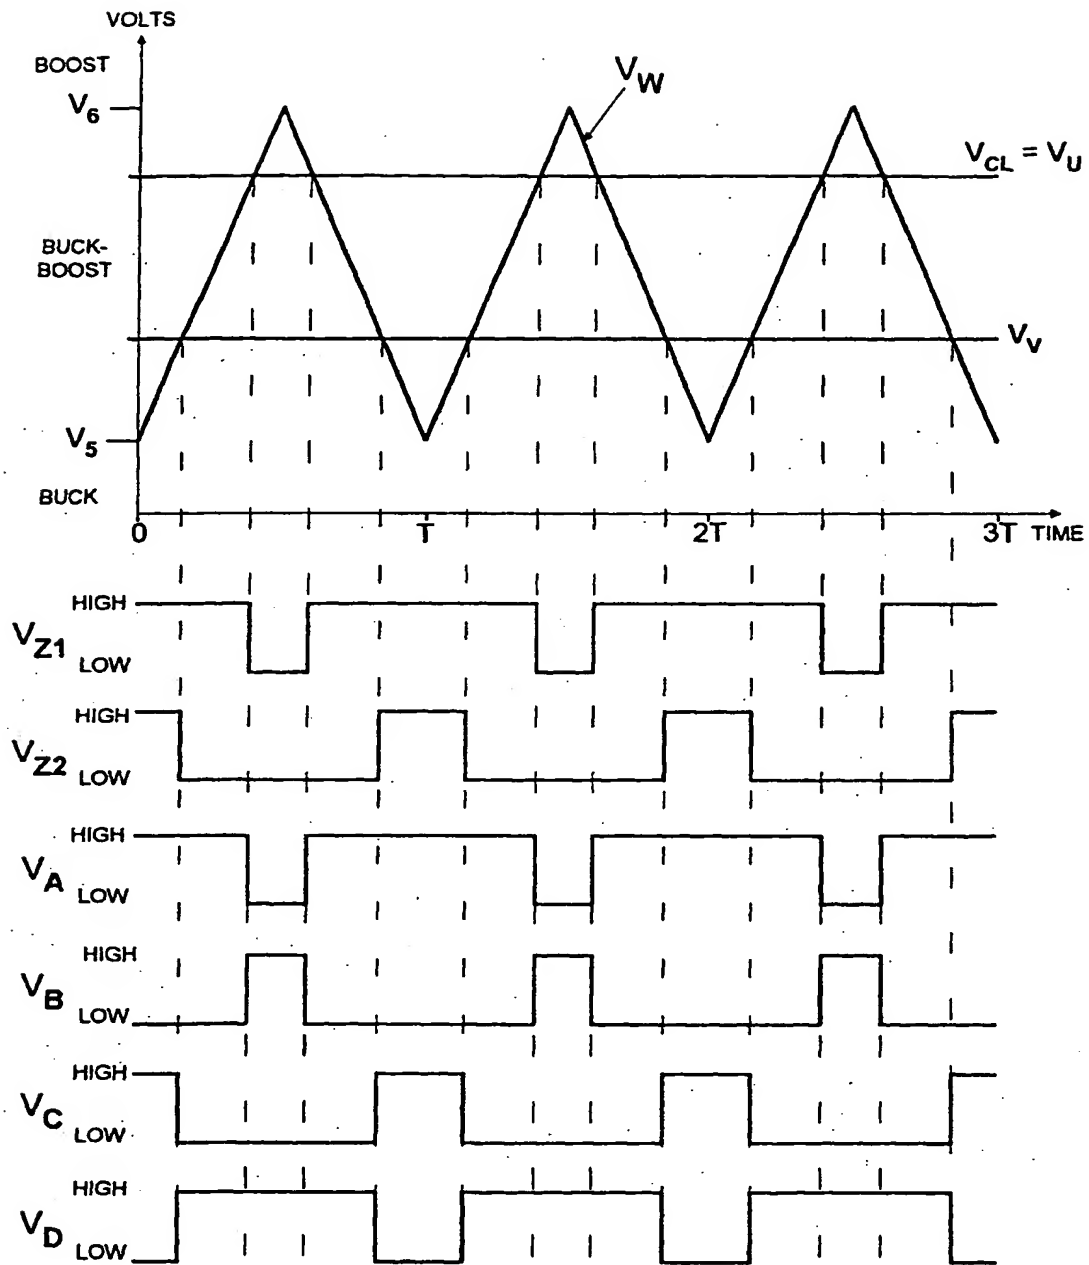 VOLTS
BOOST
V6
VW
VCL = VU
BUCK-
BOOST
VV
V5
BUCK
0 T 2T 3T TIME
HIGH
VZ1
LOW
HIGH
VZ2
LOW
HIGH
VA
LOW
HIGH
VB
LOW
HIGH
VC
LOW
HIGH
VD
LOW